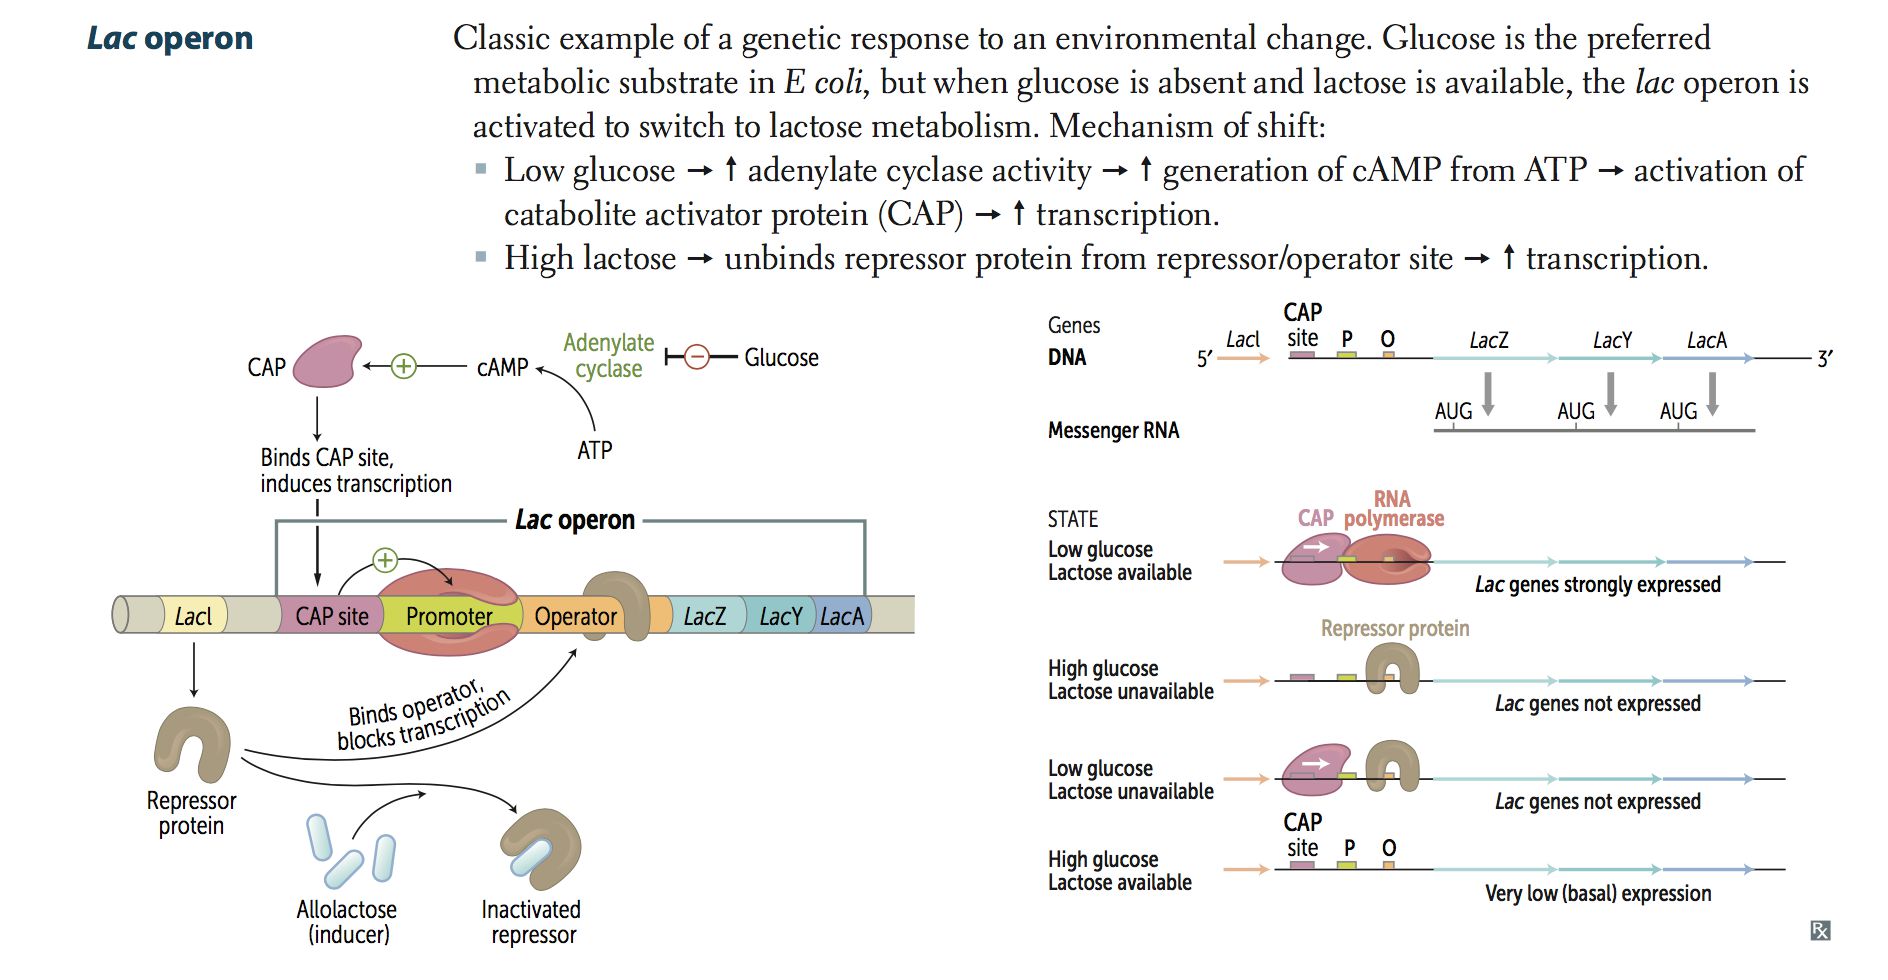 Lac operon
Classic example of a genetic response to an environmental change. Glucose is the preferred
metabolic substrate in E coli, but when glucose is absent and lactose is available, the lac operon is
activated to switch to lactose metabolism. Mechanism of shift:
▪ Low glucose → ↑ adenylate cyclase activity → ↑ generation of cAMP from ATP → activation of
catabolite activator protein (CAP) → ↑ transcription.
▪ High lactose → unbinds repressor protein from repressor/operator site → ↑ transcription.
CAP
+
cAMP
Adenylate
cyclase
−
Glucose
ATP
Binds CAP site,
induces transcription
Lac operon
+
LacI
CAP site
Promoter
Operator
LacZ
LacY
LacA
Binds operator,
blocks transcription
Repressor
protein
Allolactose
(inducer)
Inactivated
repressor
Genes
DNA
5′
LacI
CAP
site
P
O
LacZ
LacY
LacA
3′
AUG
AUG
AUG
Messenger RNA
STATE
CAP
RNA
polymerase
Low glucose
Lactose available
Lac genes strongly expressed
Repressor protein
High glucose
Lactose unavailable
Lac genes not expressed
Low glucose
Lactose unavailable
Lac genes not expressed
CAP
site
P
O
High glucose
Lactose available
Very low (basal) expression
Rx